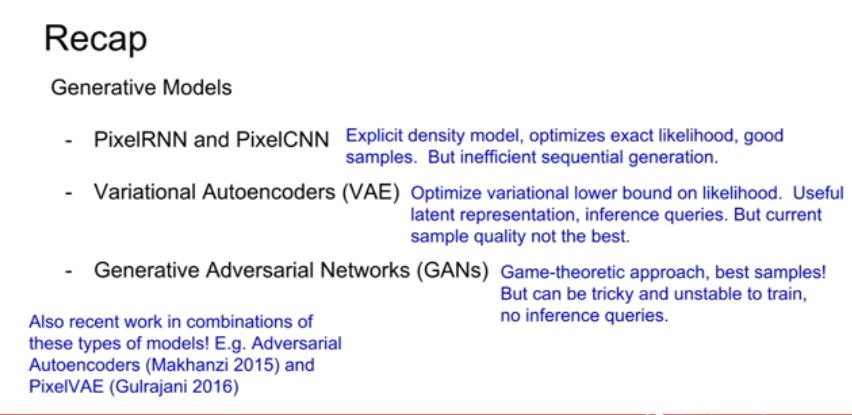 Recap
Generative Models
- PixelRNN and PixelCNN Explicit density model, optimizes exact likelihood, good
samples. But inefficient sequential generation.
- Variational Autoencoders (VAE) Optimize variational lower bound on likelihood. Useful
latent representation, inference queries. But current
sample quality not the best.
- Generative Adversarial Networks (GANs) Game-theoretic approach, best samples!
But can be tricky and unstable to train,
no inference queries.
Also recent work in combinations of
these types of models! E.g. Adversarial
Autoencoders (Makhanzi 2015) and
PixelVAE (Gulrajani 2016)